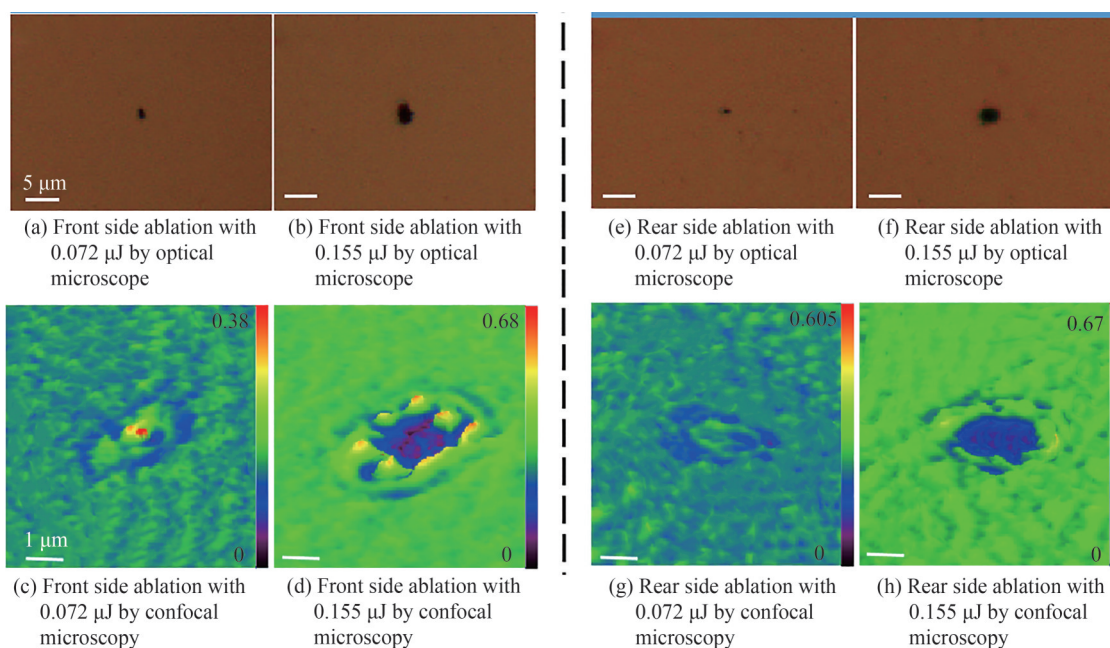 5 μm
(a) Front side ablation with
0.072 μJ by optical
microscope
(b) Front side ablation with
0.155 μJ by optical
microscope
(e) Rear side ablation with
0.072 μJ by optical
microscope
(f) Rear side ablation with
0.155 μJ by optical
microscope
0.38
1 μm
0
0.68
0
0.605
0
0.67
0
(c) Front side ablation with
0.072 μJ by confocal
microscopy
(d) Front side ablation with
0.155 μJ by confocal
microscopy
(g) Rear side ablation with
0.072 μJ by confocal
microscopy
(h) Rear side ablation with
0.155 μJ by confocal
microscopy